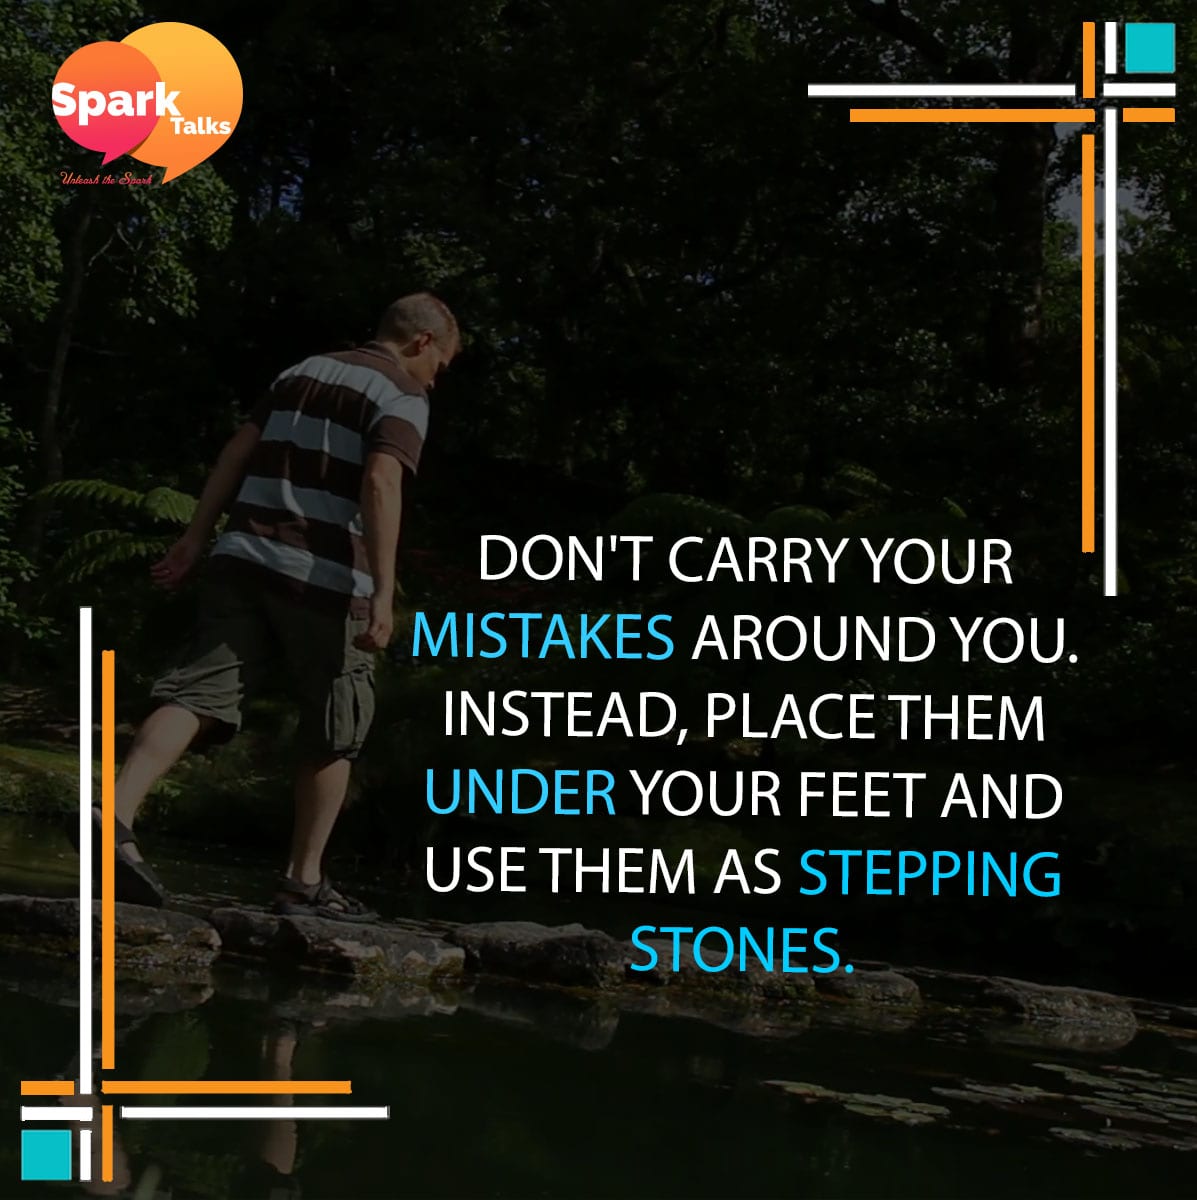 Spark
Talks
Unleash the Spark
DON'T CARRY YOUR
MISTAKES AROUND YOU.
INSTEAD, PLACE THEM
UNDER YOUR FEET AND
USE THEM AS STEPPING
STONES.